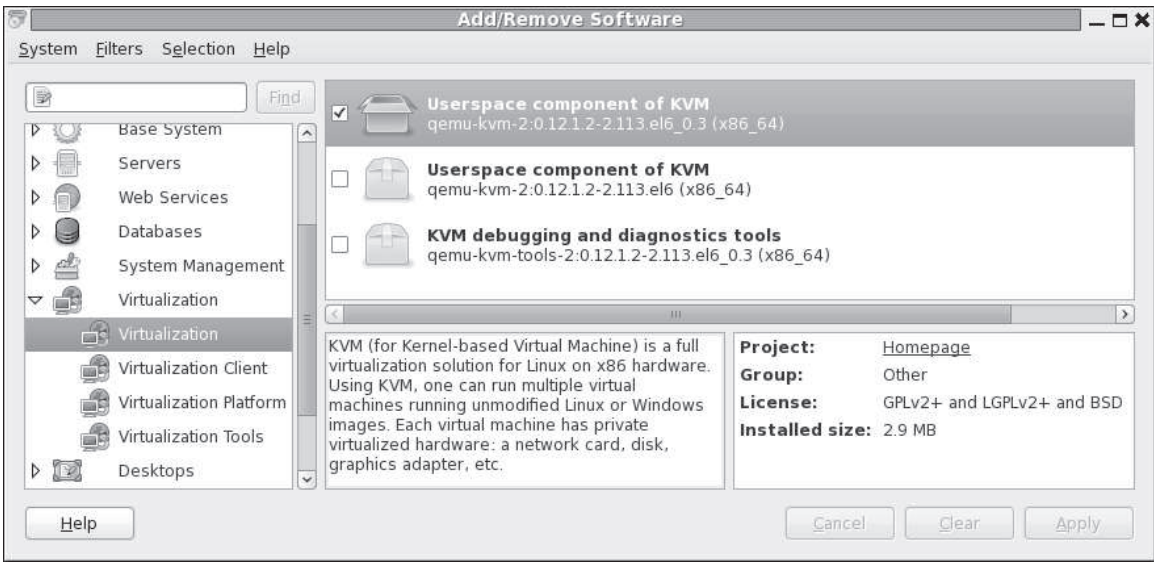 Add/Remove Software
System Filters Selection Help
Find
Base System
Servers
Web Services
Databases
System Management
Virtualization
Virtualization
Virtualization Client
Virtualization Platform
Virtualization Tools
Desktops
Userspace component of KVM
qemu-kvm-2:0.12.1.2-2.113.el6_0.3 (x86_64)
Userspace component of KVM
qemu-kvm-2:0.12.1.2-2.113.el6 (x86_64)
KVM debugging and diagnostics tools
qemu-kvm-tools-2:0.12.1.2-2.113.el6_0.3 (x86_64)
KVM (for Kernel-based Virtual Machine) is a full
virtualization solution for Linux on x86 hardware.
Using KVM, one can run multiple virtual
machines running unmodified Linux or Windows
images. Each virtual machine has private
virtualized hardware: a network card, disk,
graphics adapter, etc.
Project: Homepage
Group: Other
License: GPLv2+ and LGPLv2+ and BSD
Installed size: 2.9 MB
Help
Cancel Clear Apply